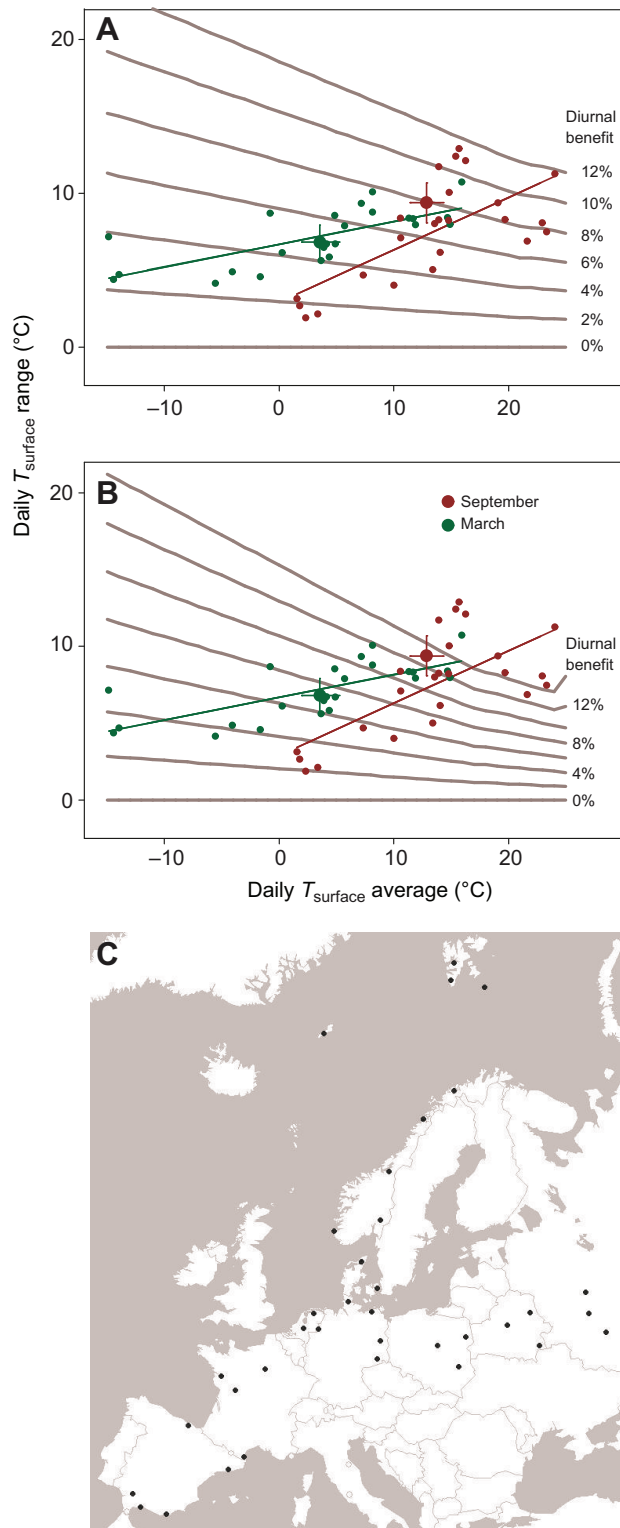 A
20
10
0
Diurnal
benefit
12%
10%
8%
6%
4%
2%
0%
–10 0 10 20
Daily Tsurface range (°C)
B
20
10
0
September
March
Diurnal
benefit
12%
8%
4%
0%
–10 0 10 20
Daily Tsurface average (°C)
C